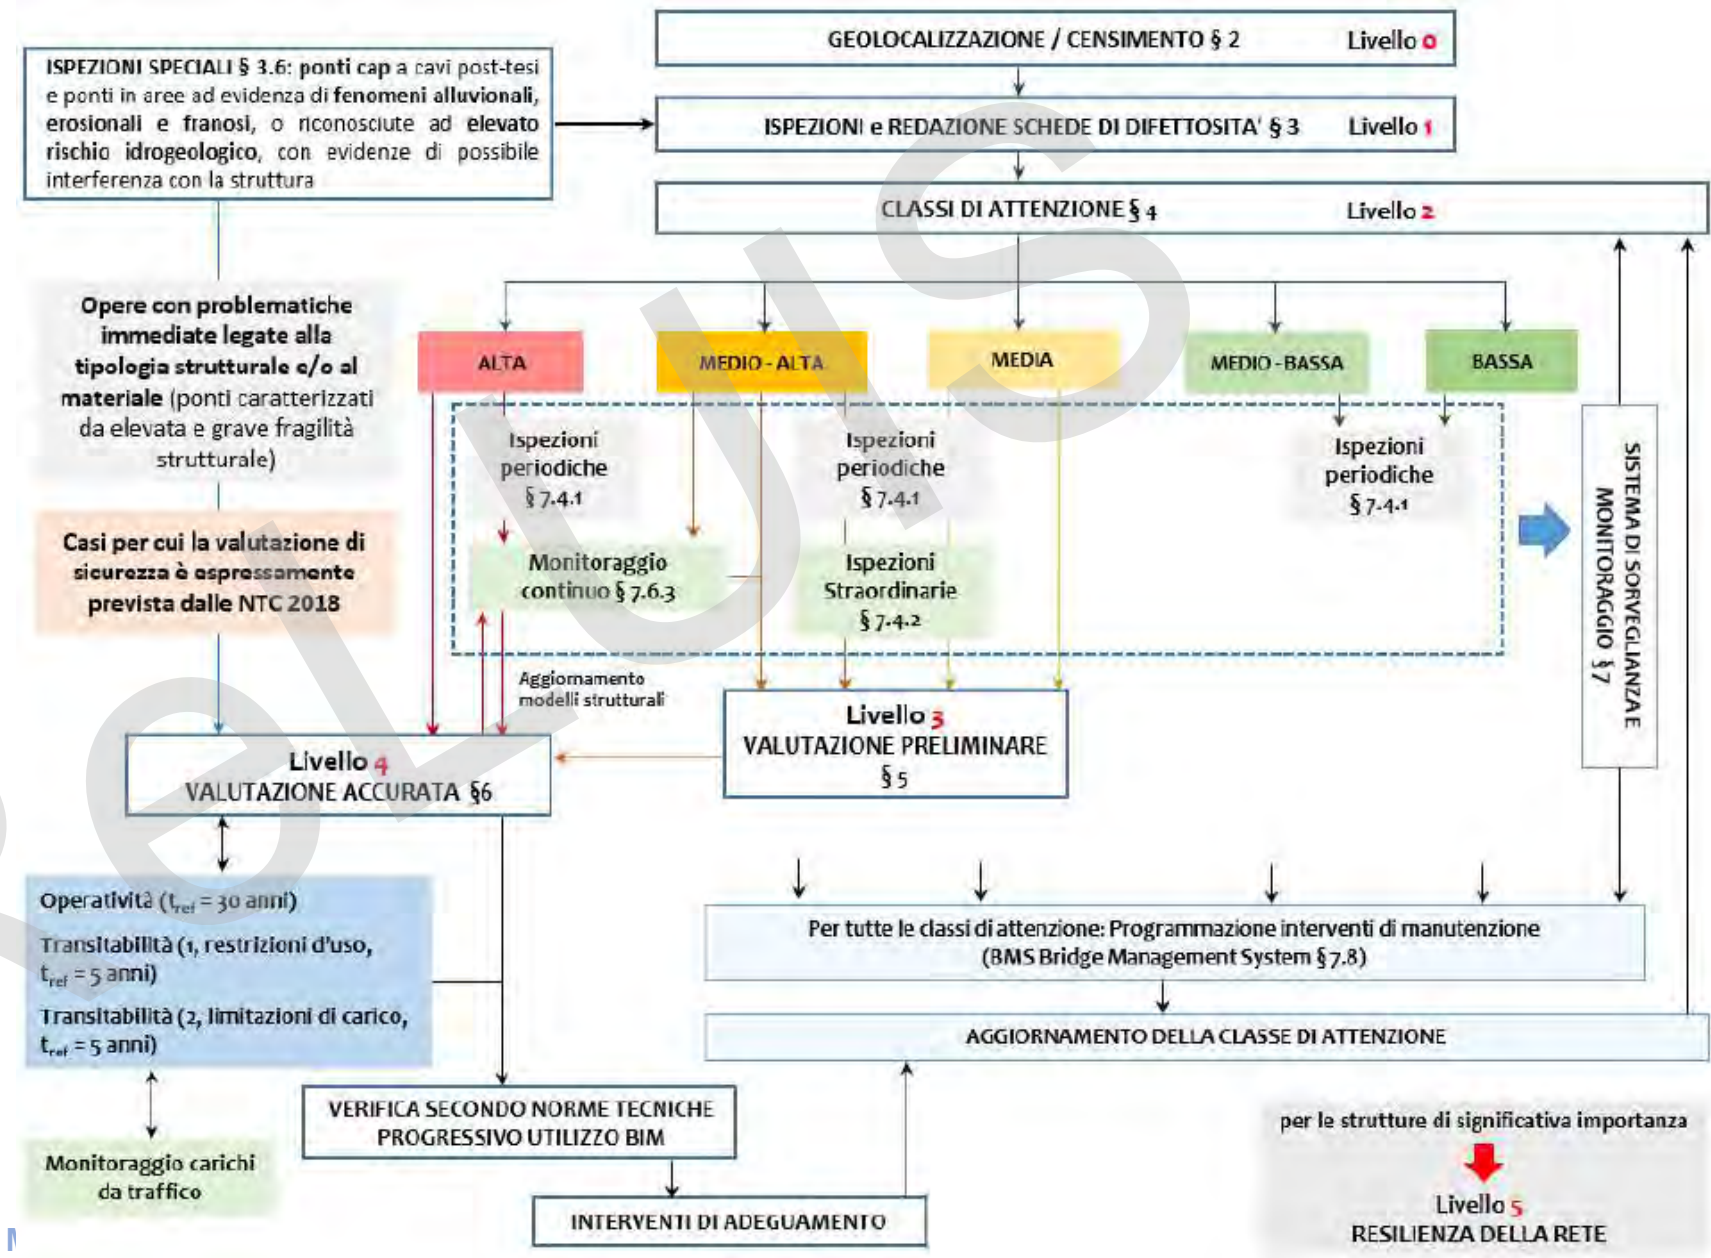 GEOLOCALIZZAZIONE / CENSIMENTO § 2 Livello 0
ISPEZIONI SPECIALI § 3.6: ponti cap a cavi post-tesi
e ponti in aree ad evidenza di fenomeni alluvionali,
erosionali e franosi, o riconosciute ad elevato
rischio idrogeologico, con evidenze di possibile
interferenza con la struttura
ISPEZIONI e REDAZIONE SCHEDE DI DIFETTOSITA' § 3 Livello 1
CLASSI DI ATTENZIONE § 4 Livello 2
Opere con problematiche
immediate legate alla
tipologia strutturale e/o al
materiale (ponti caratterizzati
da elevata e grave fragilità
strutturale)
Casi per cui la valutazione di
sicurezza è espressamente
prevista dalle NTC 2018
ALTA
MEDIO - ALTA
MEDIA
MEDIO - BASSA
BASSA
Ispezioni
periodiche
§ 7.4.1
Monitoraggio
continuo § 7.6.3
Ispezioni
periodiche
§ 7.4.1
Ispezioni
Straordinarie
§ 7.4.2
Ispezioni
periodiche
§ 7.4.1
SISTEMA DI SORVEGLIANZA E
MONITORAGGIO §7
Aggiornamento
modelli strutturali
Livello 3
VALUTAZIONE PRELIMINARE
§ 5
Livello 4
VALUTAZIONE ACCURATA §6
Operatività (tref = 30 anni)
Transitabilità (1, restrizioni d'uso,
tref = 5 anni)
Transitabilità (2, limitazioni di carico,
tref = 5 anni)
Monitoraggio carichi
da traffico
Per tutte le classi di attenzione: Programmazione interventi di manutenzione
(BMS Bridge Management System § 7.8)
AGGIORNAMENTO DELLA CLASSE DI ATTENZIONE
VERIFICA SECONDO NORME TECNICHE
PROGRESSIVO UTILIZZO BIM
INTERVENTI DI ADEGUAMENTO
per le strutture di significativa importanza
Livello 5
RESILIENZA DELLA RETE
ReLUIS